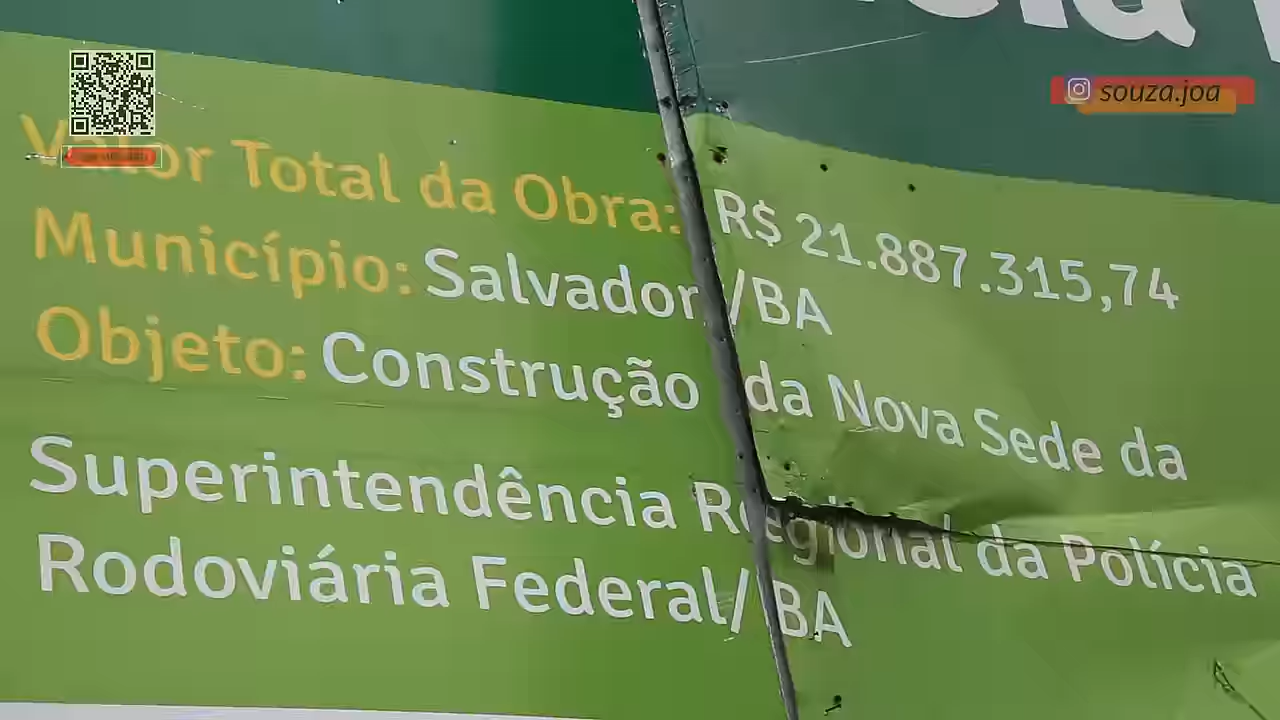 souza.joa
Valor Total da Obra: R$ 21.887.315,74
Município: Salvador/BA
Objeto: Construção da Nova Sede da
Superintendência Regional da Polícia
Rodoviária Federal/BA